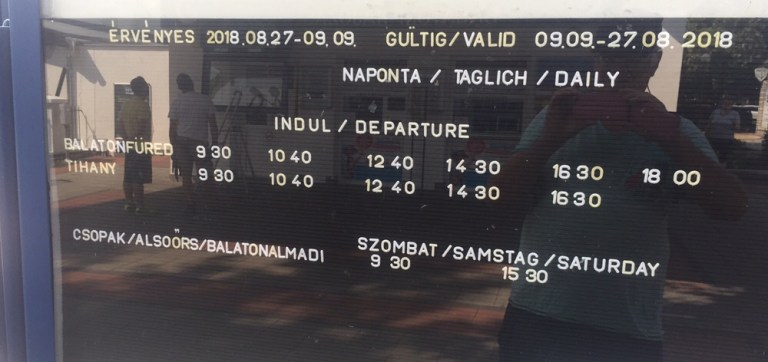 ÉRVÉNYES 2018.08.27-09.09. GÜLTIG/VALID 09.09.-27.08.2018
NAPONTA / TAGLICH / DAILY
INDUL / DEPARTURE
BALATONFÜRED 9 30 10 40 12 40 14 30 16 30 18 00
TIHANY 9 30 10 40 12 40 14 30 16 30
CSOPAK/ALSOÖRS/BALATONALMADI SZOMBAT/SAMSTAG/SATURDAY
9 30 15 30